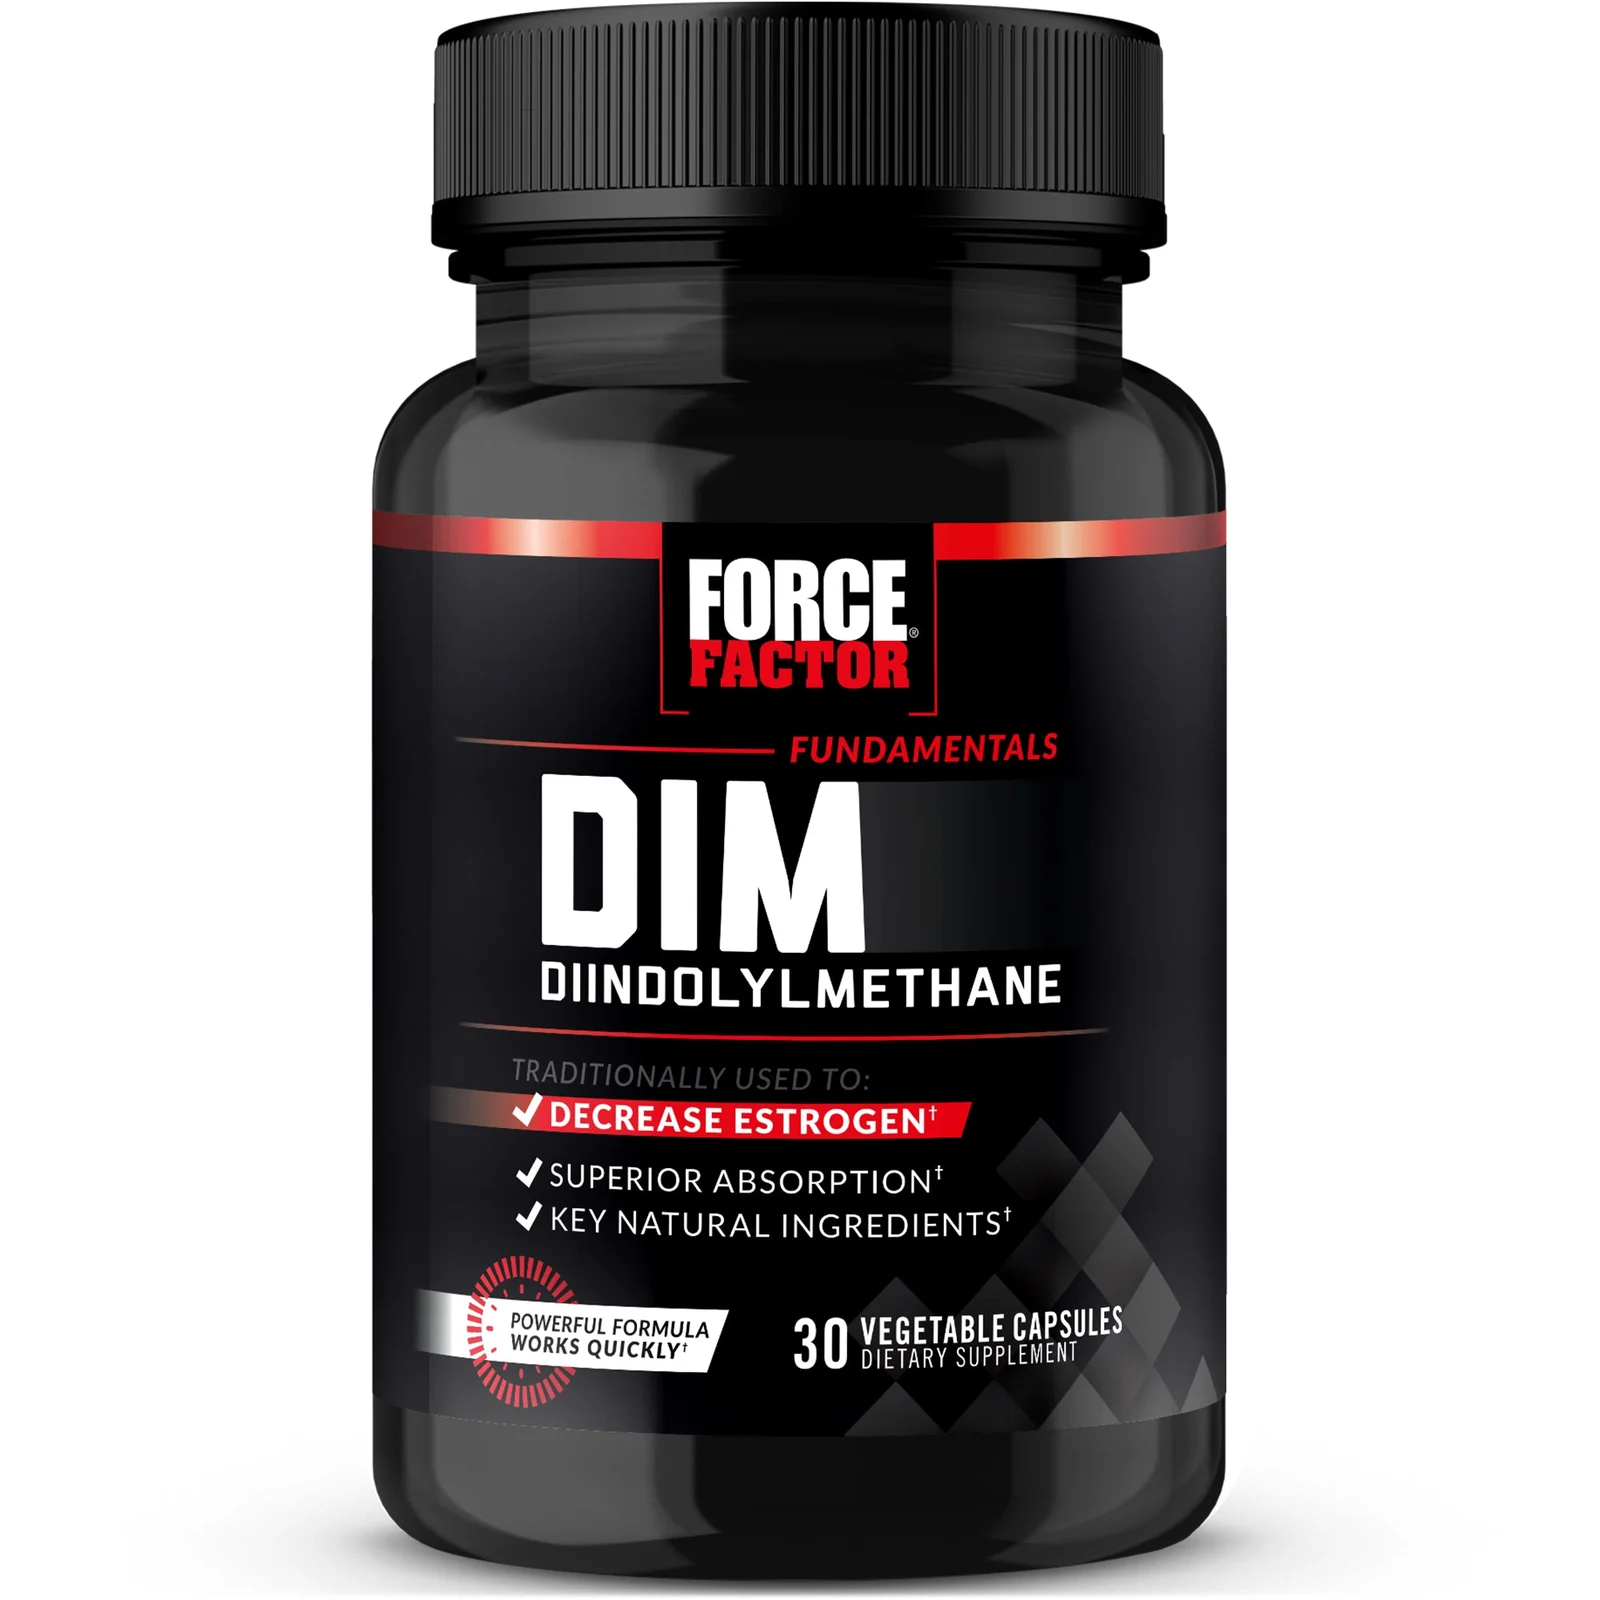 FORCE®
FACTOR
FUNDAMENTALS
DIM
DIINDOLYLMETHANE
TRADITIONALLY USED TO:
DECREASE ESTROGEN†
SUPERIOR ABSORPTION†
KEY NATURAL INGREDIENTS†
POWERFUL FORMULA
WORKS QUICKLY†
30 VEGETABLE CAPSULES
DIETARY SUPPLEMENT